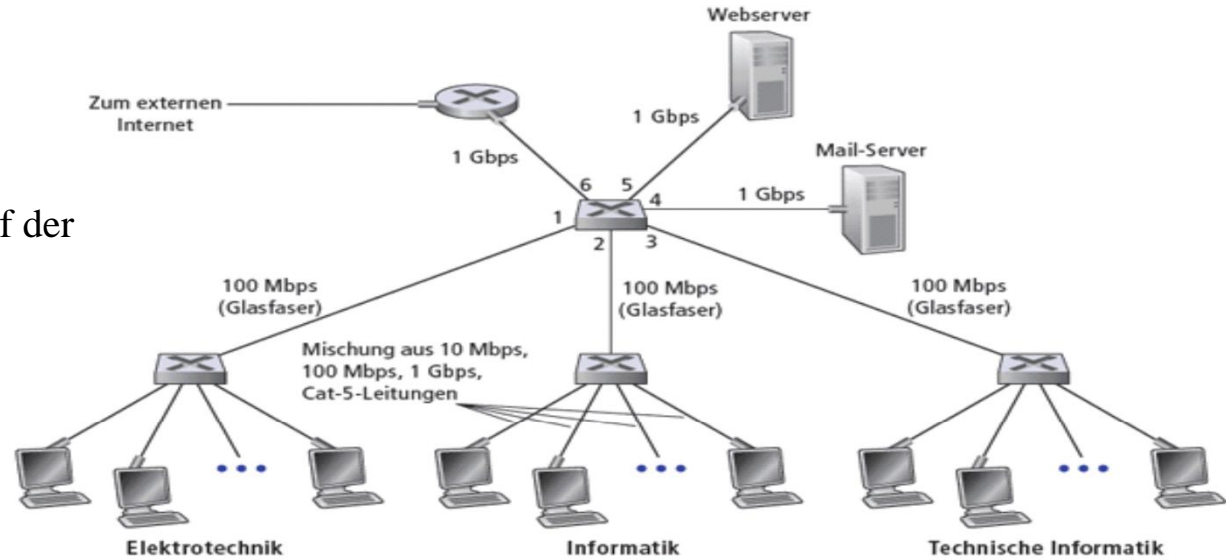 Webserver
Zum externen
Internet
1 Gbps
1 Gbps
Mail-Server
6 5
4
1 Gbps
f der
1
2
3
100 Mbps
(Glasfaser)
100 Mbps
(Glasfaser)
100 Mbps
(Glasfaser)
Mischung aus 10 Mbps,
100 Mbps, 1 Gbps,
Cat-5-Leitungen
Elektrotechnik
Informatik
Technische Informatik